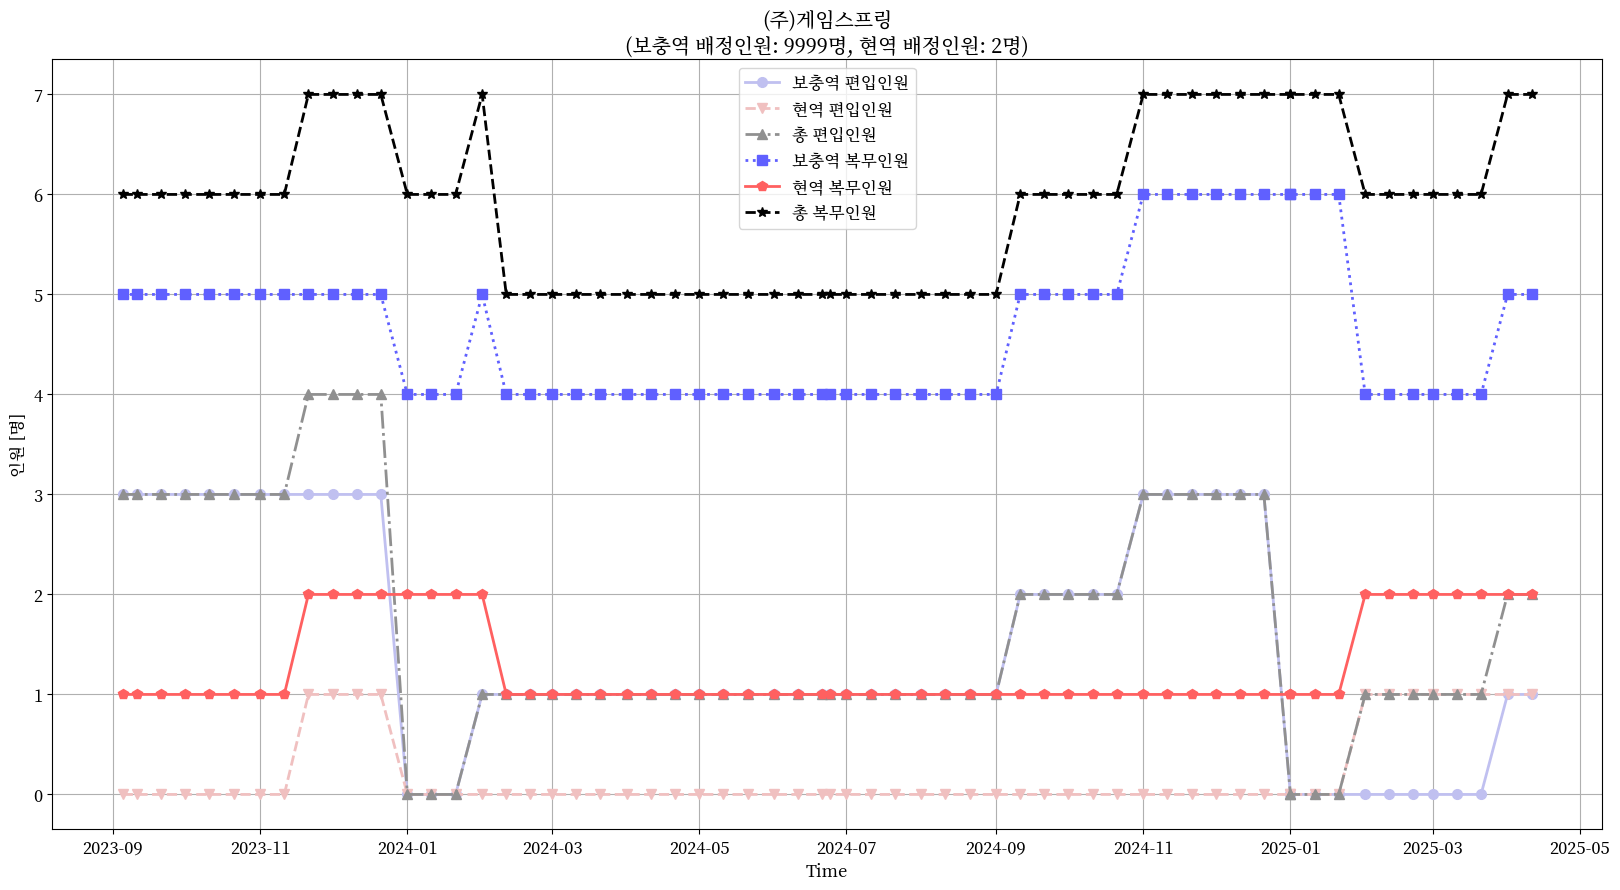 (주)게임스프링
(보충역 배정인원: 9999명, 현역 배정인원: 2명)
보충역 편입인원
현역 편입인원
총 편입인원
보충역 복무인원
현역 복무인원
총 복무인원
7
6
5
4
3
2
1
0
인원 [명]
2023-09 2023-11 2024-01 2024-03 2024-05 2024-07 2024-09 2024-11 2025-01 2025-03 2025-05
Time